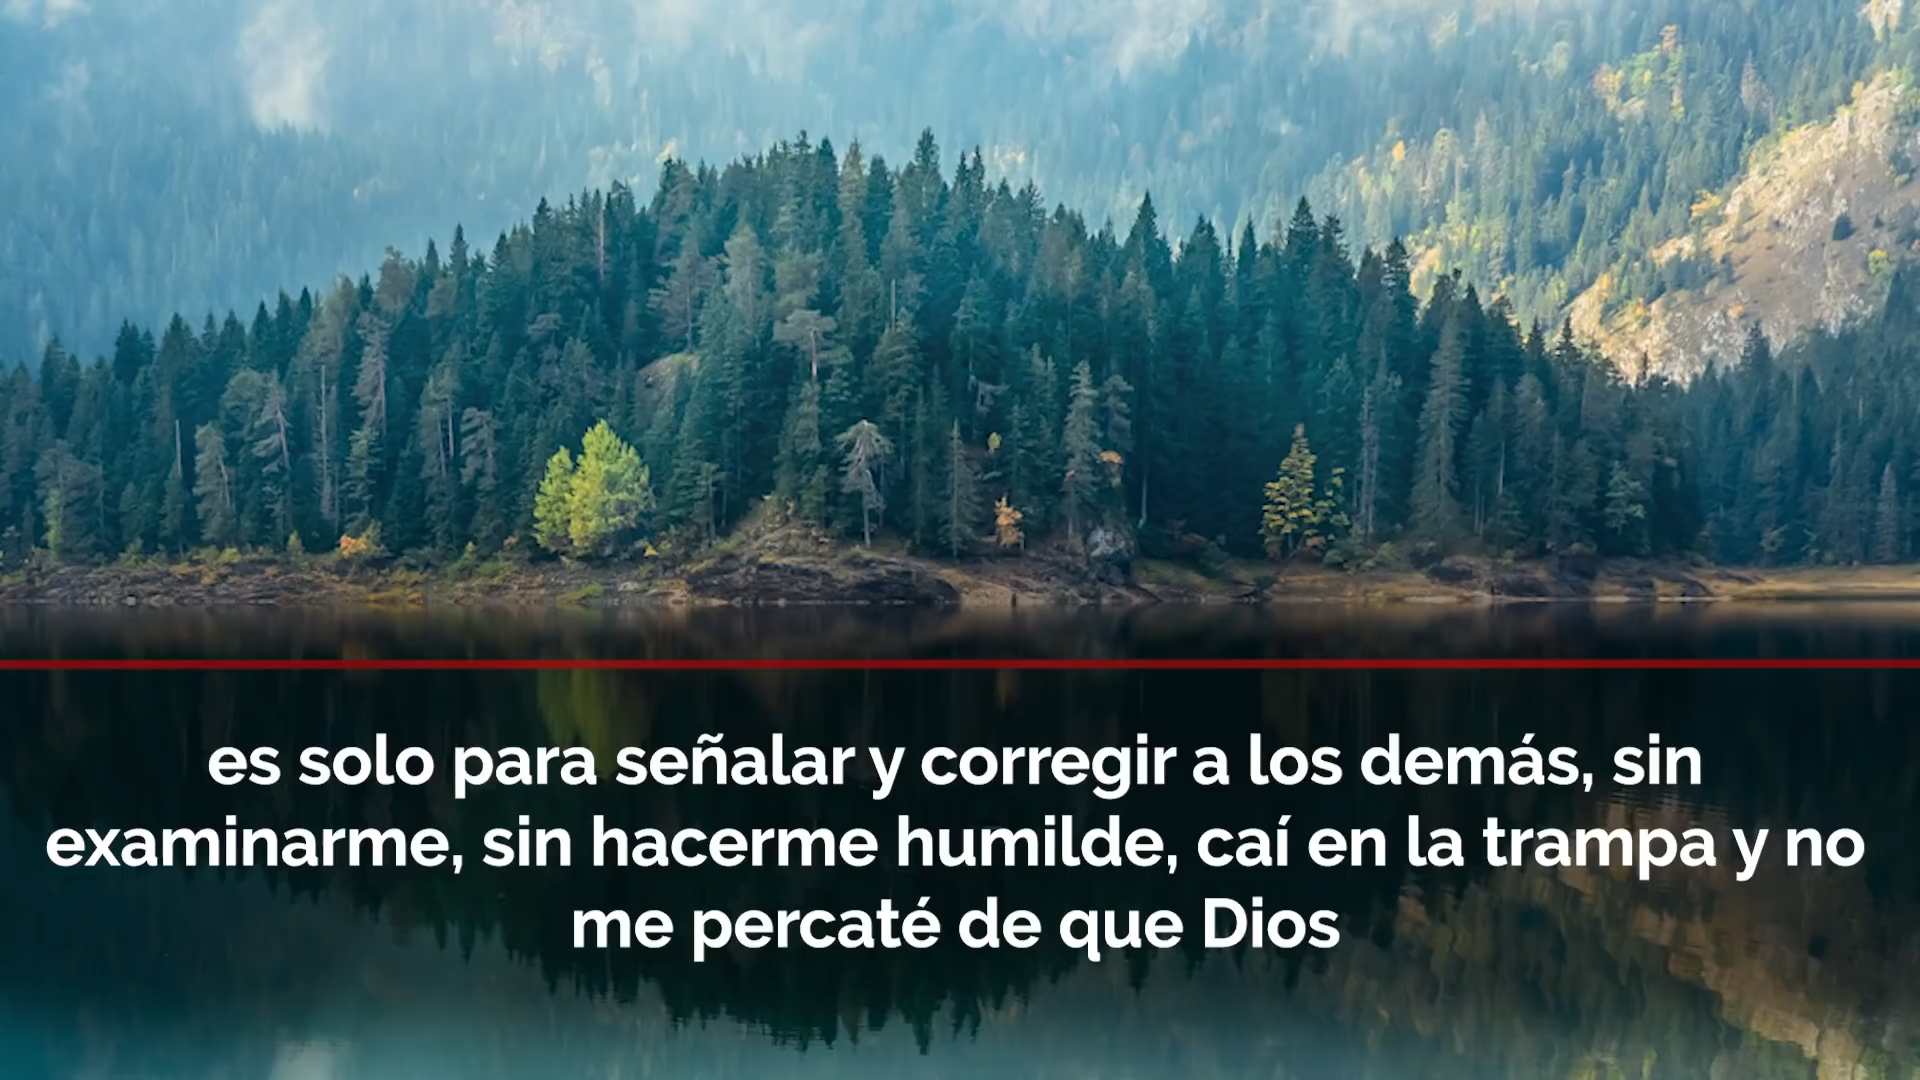 es solo para señalar y corregir a los demás, sin
examinarme, sin hacerme humilde, caí en la trampa y no
me percaté de que Dios